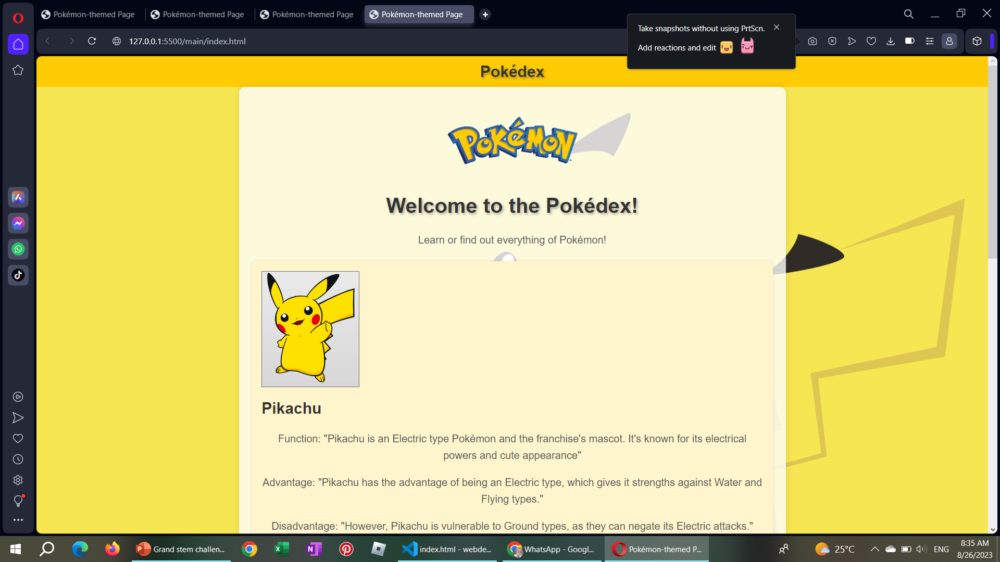 Pokémon-themed Page
Pokémon-themed Page
Pokémon-themed Page
Pokémon-themed Page
127.0.0.1:5500/main/index.html
Take snapshots without using PrtScn.
Add reactions and edit
Pokédex
POKéMON
Welcome to the Pokédex!
Learn or find out everything of Pokémon!
Pikachu
Function: "Pikachu is an Electric type Pokémon and the franchise's mascot. It's known for its electrical
powers and cute appearance"
Advantage: "Pikachu has the advantage of being an Electric type, which gives it strengths against Water and
Flying types."
Disadvantage: "However, Pikachu is vulnerable to Ground types, as they can negate its Electric attacks."
Grand stem challen...
index.html - webde...
WhatsApp - Googl...
Pokémon-themed P...
25°C
ENG
8:35 AM
8/26/2023